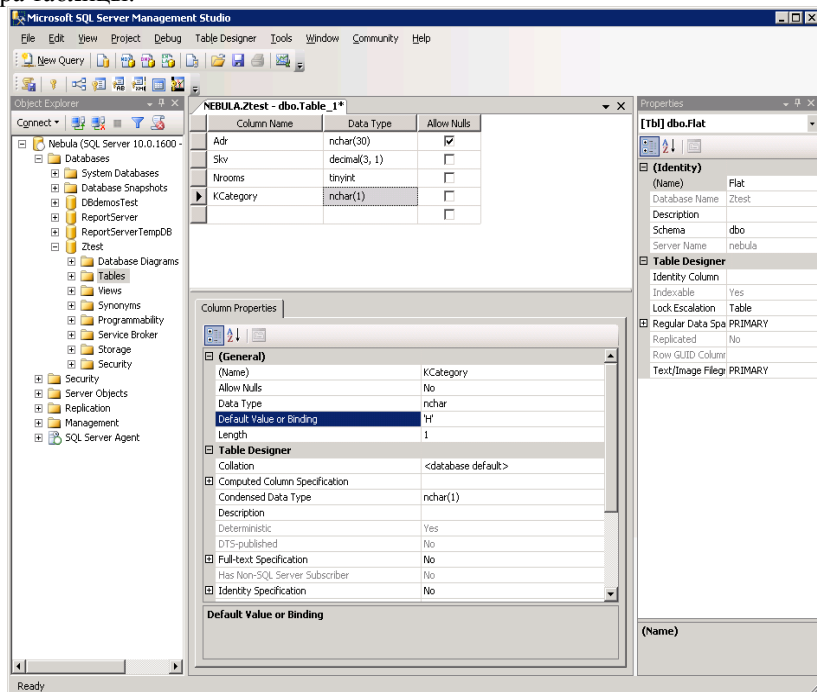 ра таблиці.
Microsoft SQL Server Management Studio
File Edit View Project Debug Table Designer Tools Window Community Help
New Query
Object Explorer
Connect
Nebula (SQL Server 10.0.1600 -
Databases
System Databases
Database Snapshots
DBdemosTest
ReportServer
ReportServerTempDB
Ztest
Database Diagrams
Tables
Views
Synonyms
Programmability
Service Broker
Storage
Security
Security
Server Objects
Replication
Management
SQL Server Agent
NEBULA.Ztest - dbo.Table_1*
Column Name Data Type Allow Nulls
Adr nchar(30)
Skv decimal(3, 1)
Nrooms tinyint
KCategory nchar(1)
Column Properties
(General)
(Name) KCategory
Allow Nulls No
Data Type nchar
Default Value or Binding 'Н'
Length 1
Table Designer
Collation <database default>
Computed Column Specification
Condensed Data Type nchar(1)
Description
Deterministic Yes
DTS-published No
Full-text Specification No
Has Non-SQL Server Subscriber No
Identity Specification No
Default Value or Binding
Properties
[Tbl] dbo.Flat
(Identity)
(Name) Flat
Database Name Ztest
Description
Schema dbo
Server Name nebula
Table Designer
Identity Column
Indexable Yes
Lock Escalation Table
Regular Data Spa PRIMARY
Replicated No
Row GUID Column
Text/Image Filegr PRIMARY
(Name)
Ready